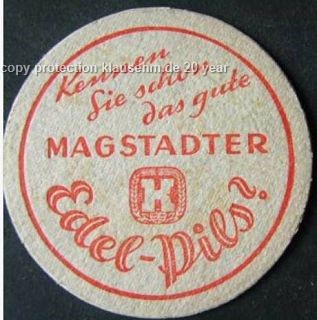 copy protection klausehm.de 20 year
Kennen
Sie schon
das gute
MAGSTADTER
K
Edel-Pils?